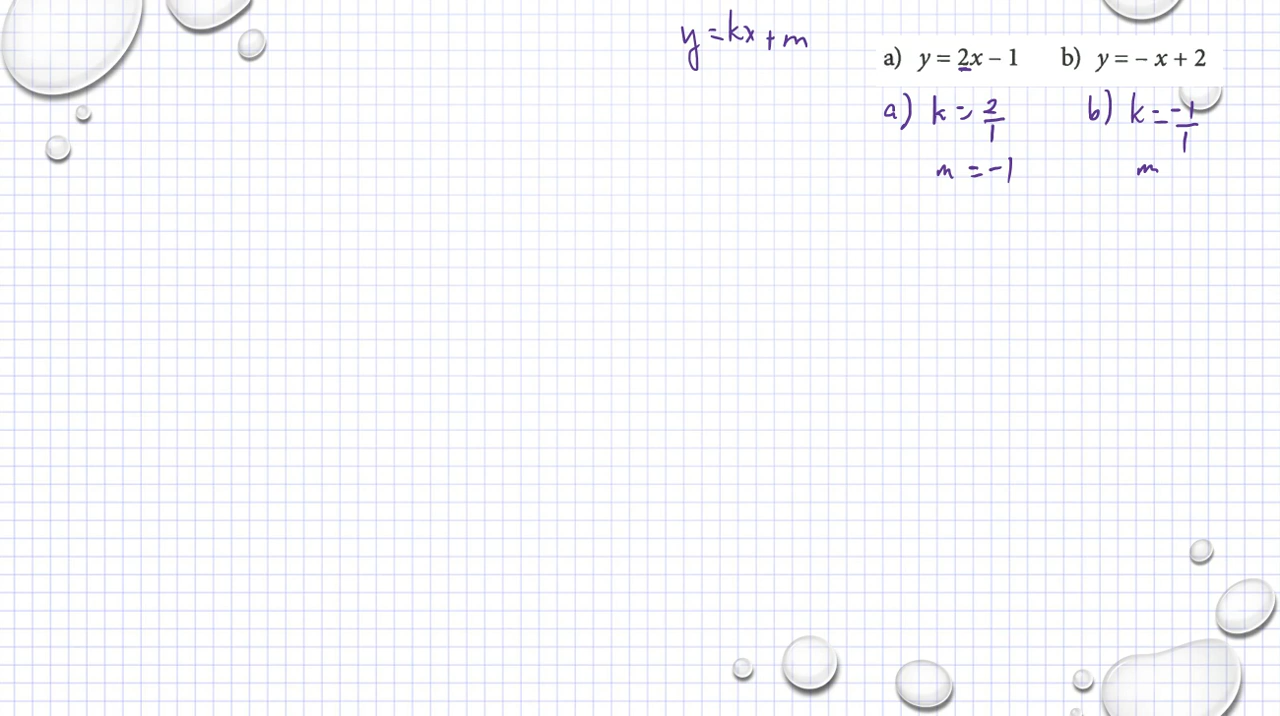 y = kx + m
a) y = 2x – 1 b) y = – x + 2
a) k = 2/1 b) k = -1/1
m = -1 m